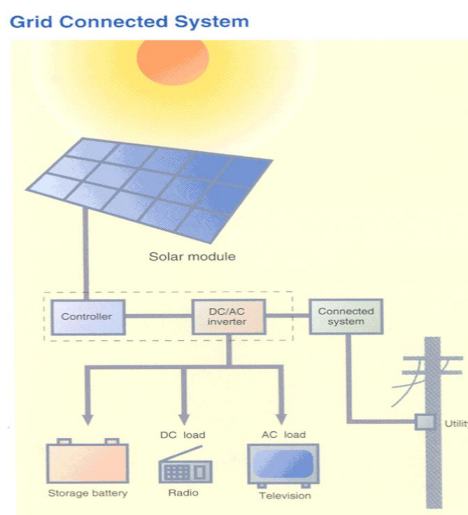 Grid Connected System
Solar module
Controller
DC/AC
inverter
Connected
system
Utility
DC load
AC load
Storage battery
Radio
Television